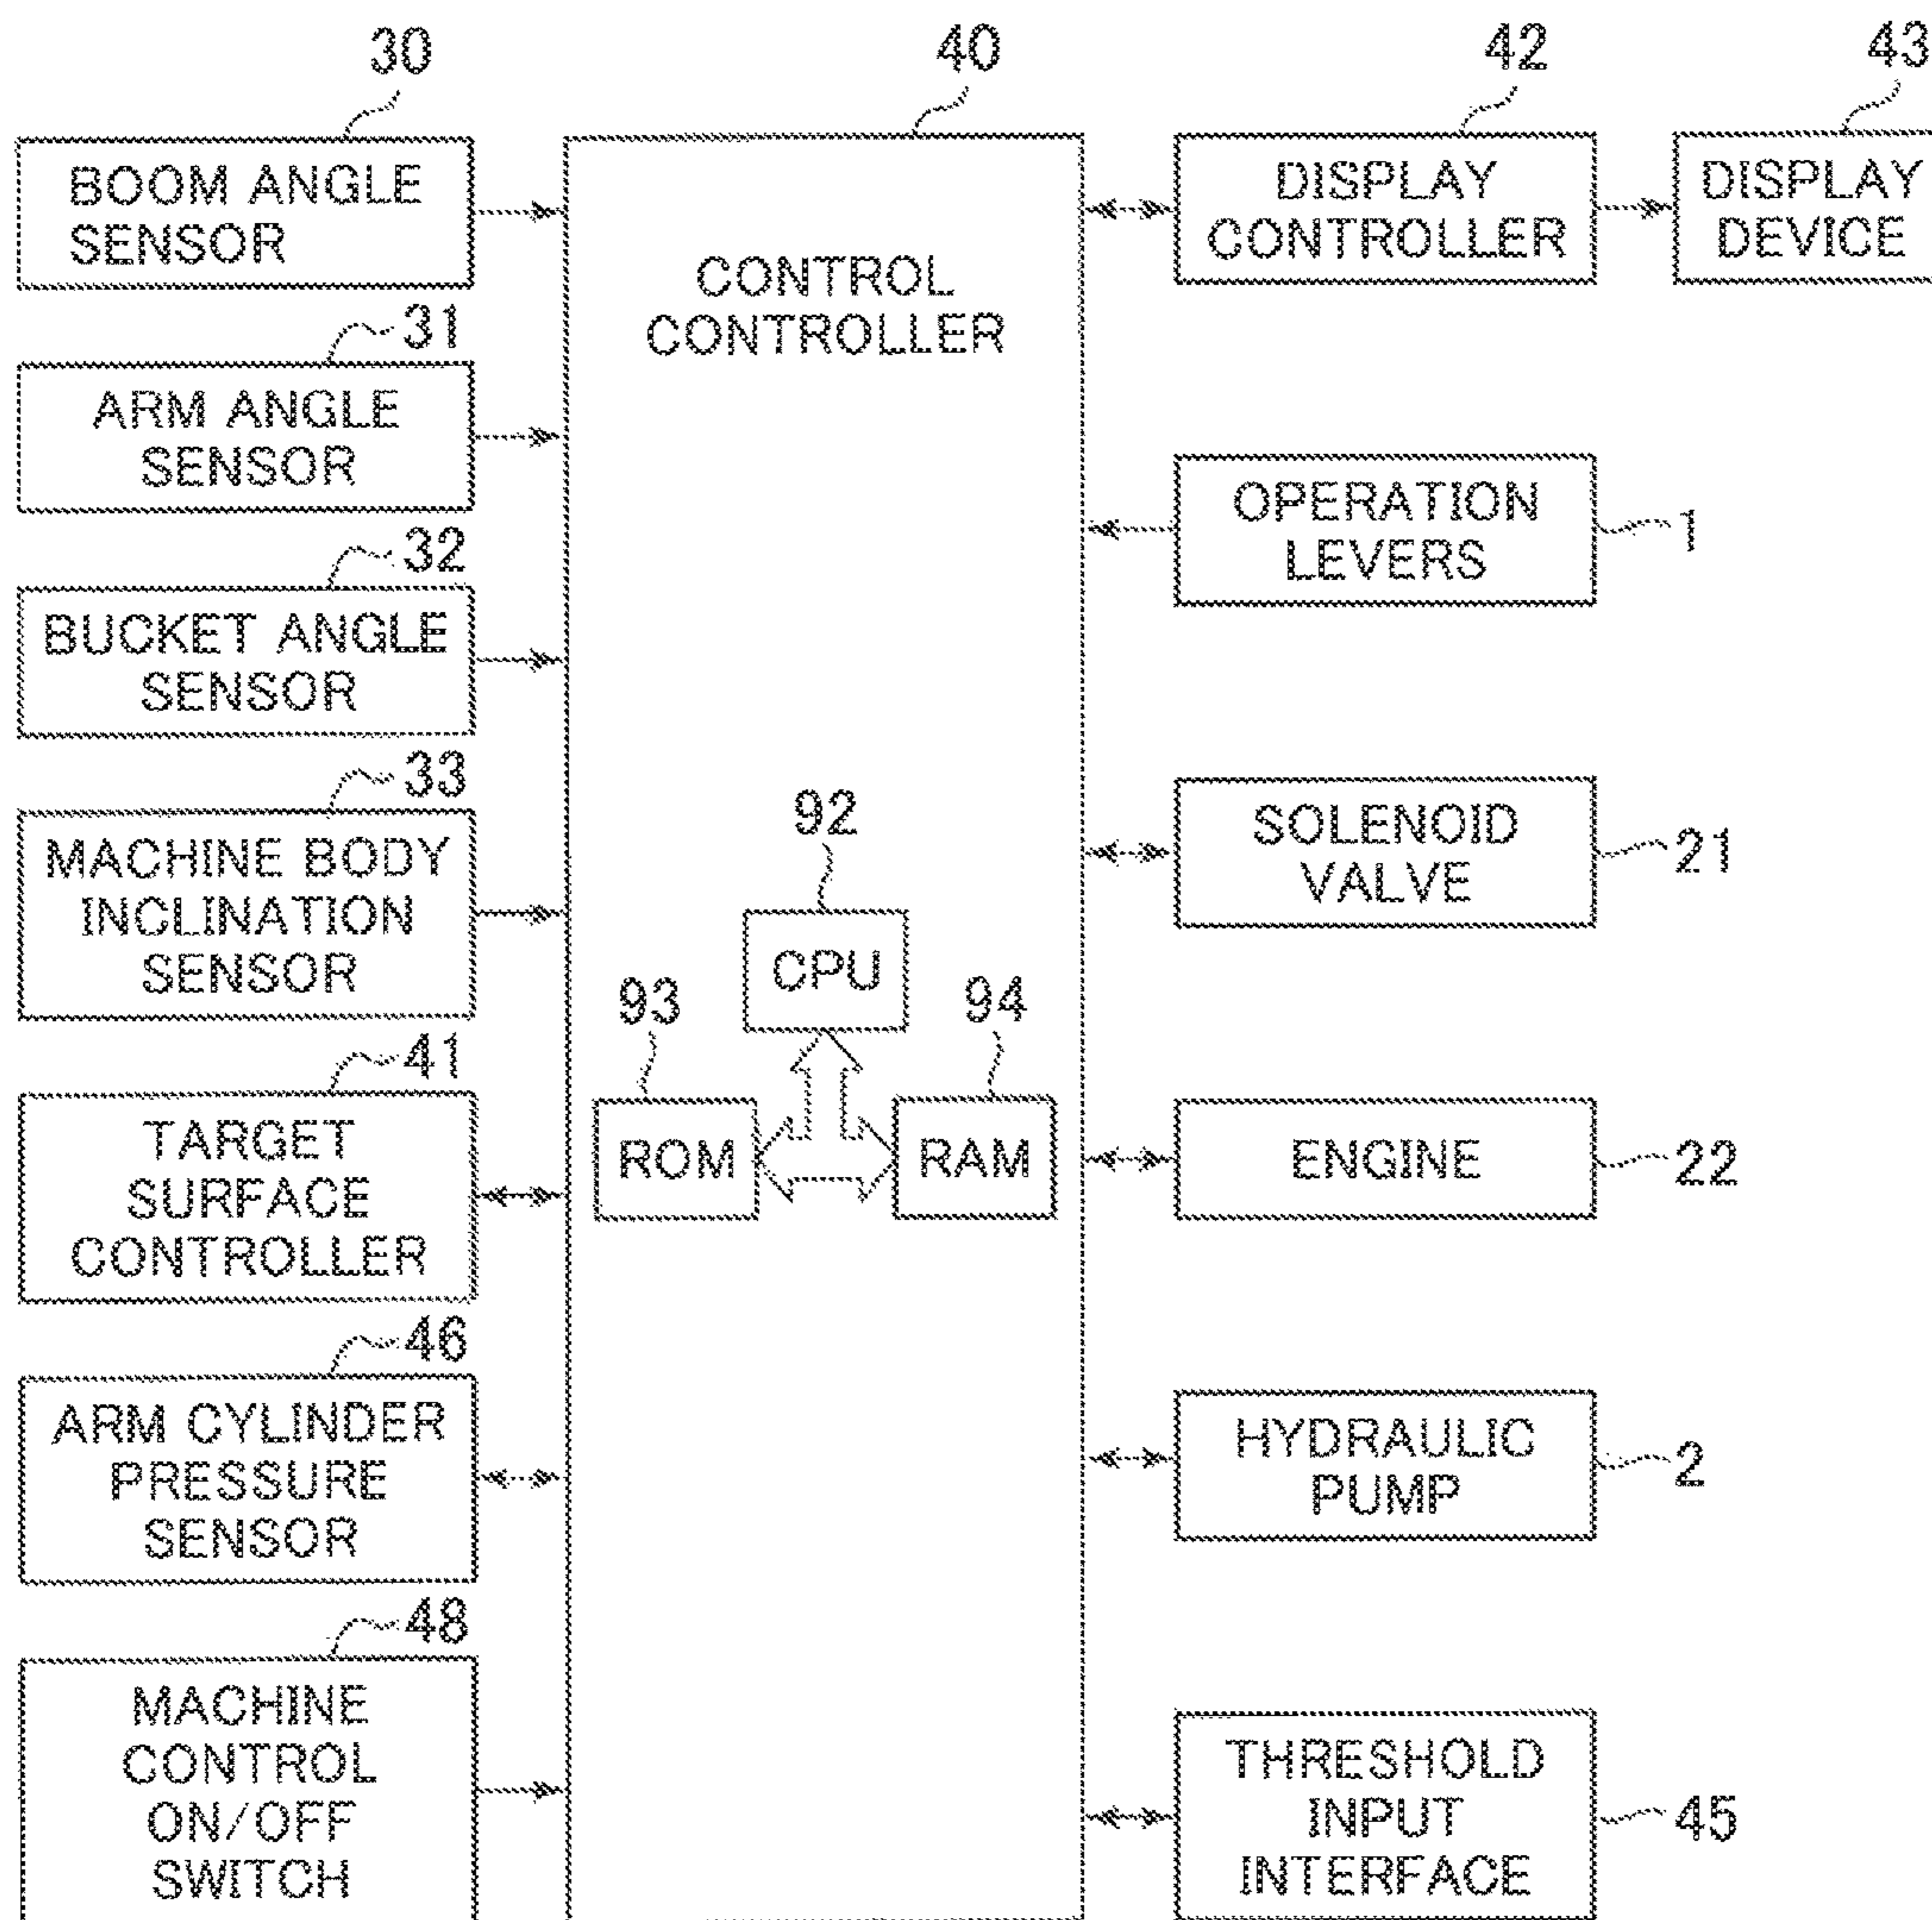 30
BOOM ANGLE
SENSOR
31
ARM ANGLE
SENSOR
32
BUCKET ANGLE
SENSOR
33
MACHINE BODY
INCLINATION
SENSOR
41
TARGET
SURFACE
CONTROLLER
46
ARM CYLINDER
PRESSURE
SENSOR
48
MACHINE
CONTROL
ON/OFF
SWITCH
40
CONTROL
CONTROLLER
92
CPU
93
ROM
94
RAM
42
DISPLAY
CONTROLLER
43
DISPLAY
DEVICE
OPERATION
LEVERS
1
SOLENOID
VALVE
21
ENGINE
22
HYDRAULIC
PUMP
2
THRESHOLD
INPUT
INTERFACE
45